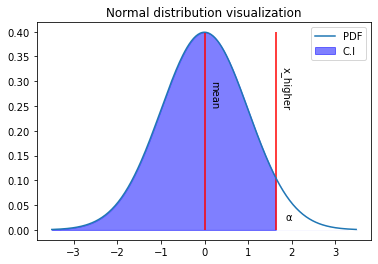 Normal distribution visualization
PDF
C.I
mean
x_higher
α
0.40
0.35
0.30
0.25
0.20
0.15
0.10
0.05
0.00
−3
−2
−1
0
1
2
3